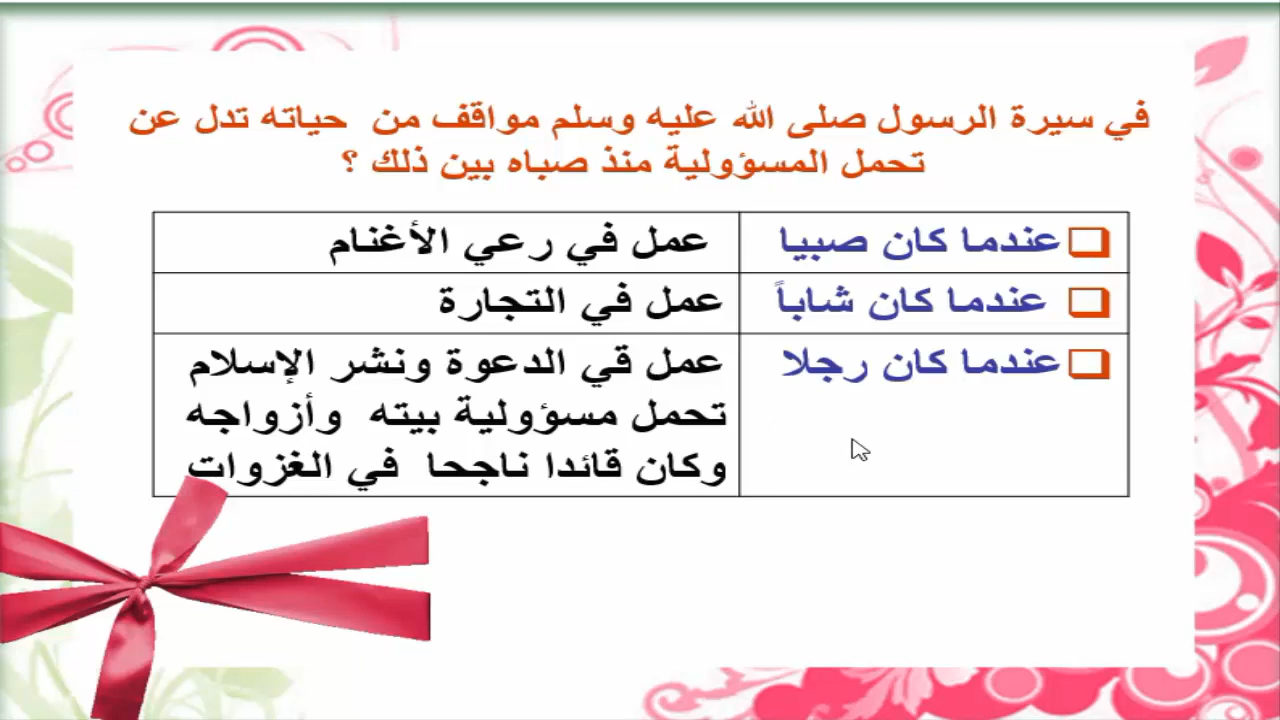 في سيرة الرسول صلى الله عليه وسلم مواقف من حياته تدل عن
تحمل المسؤولية منذ صباه بين ذلك ؟
عندما كان صبيا
عمل في رعي الأغنام
عندما كان شاباً
عمل في التجارة
عندما كان رجلا
عمل قي الدعوة ونشر الإسلام
تحمل مسؤولية بيته وأزواجه
وكان قائدا ناجحا في الغزوات